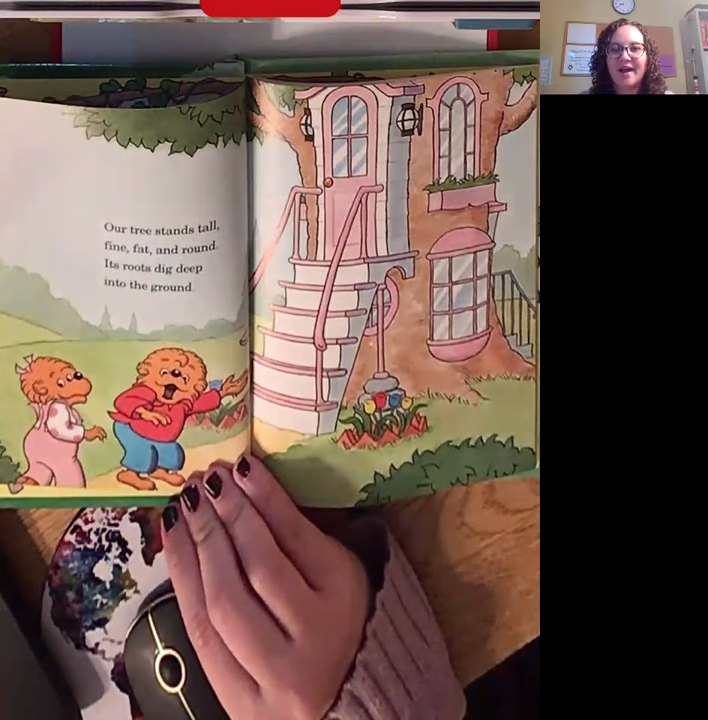 Our tree stands tall,
fine, fat, and round.
Its roots dig deep
into the ground.